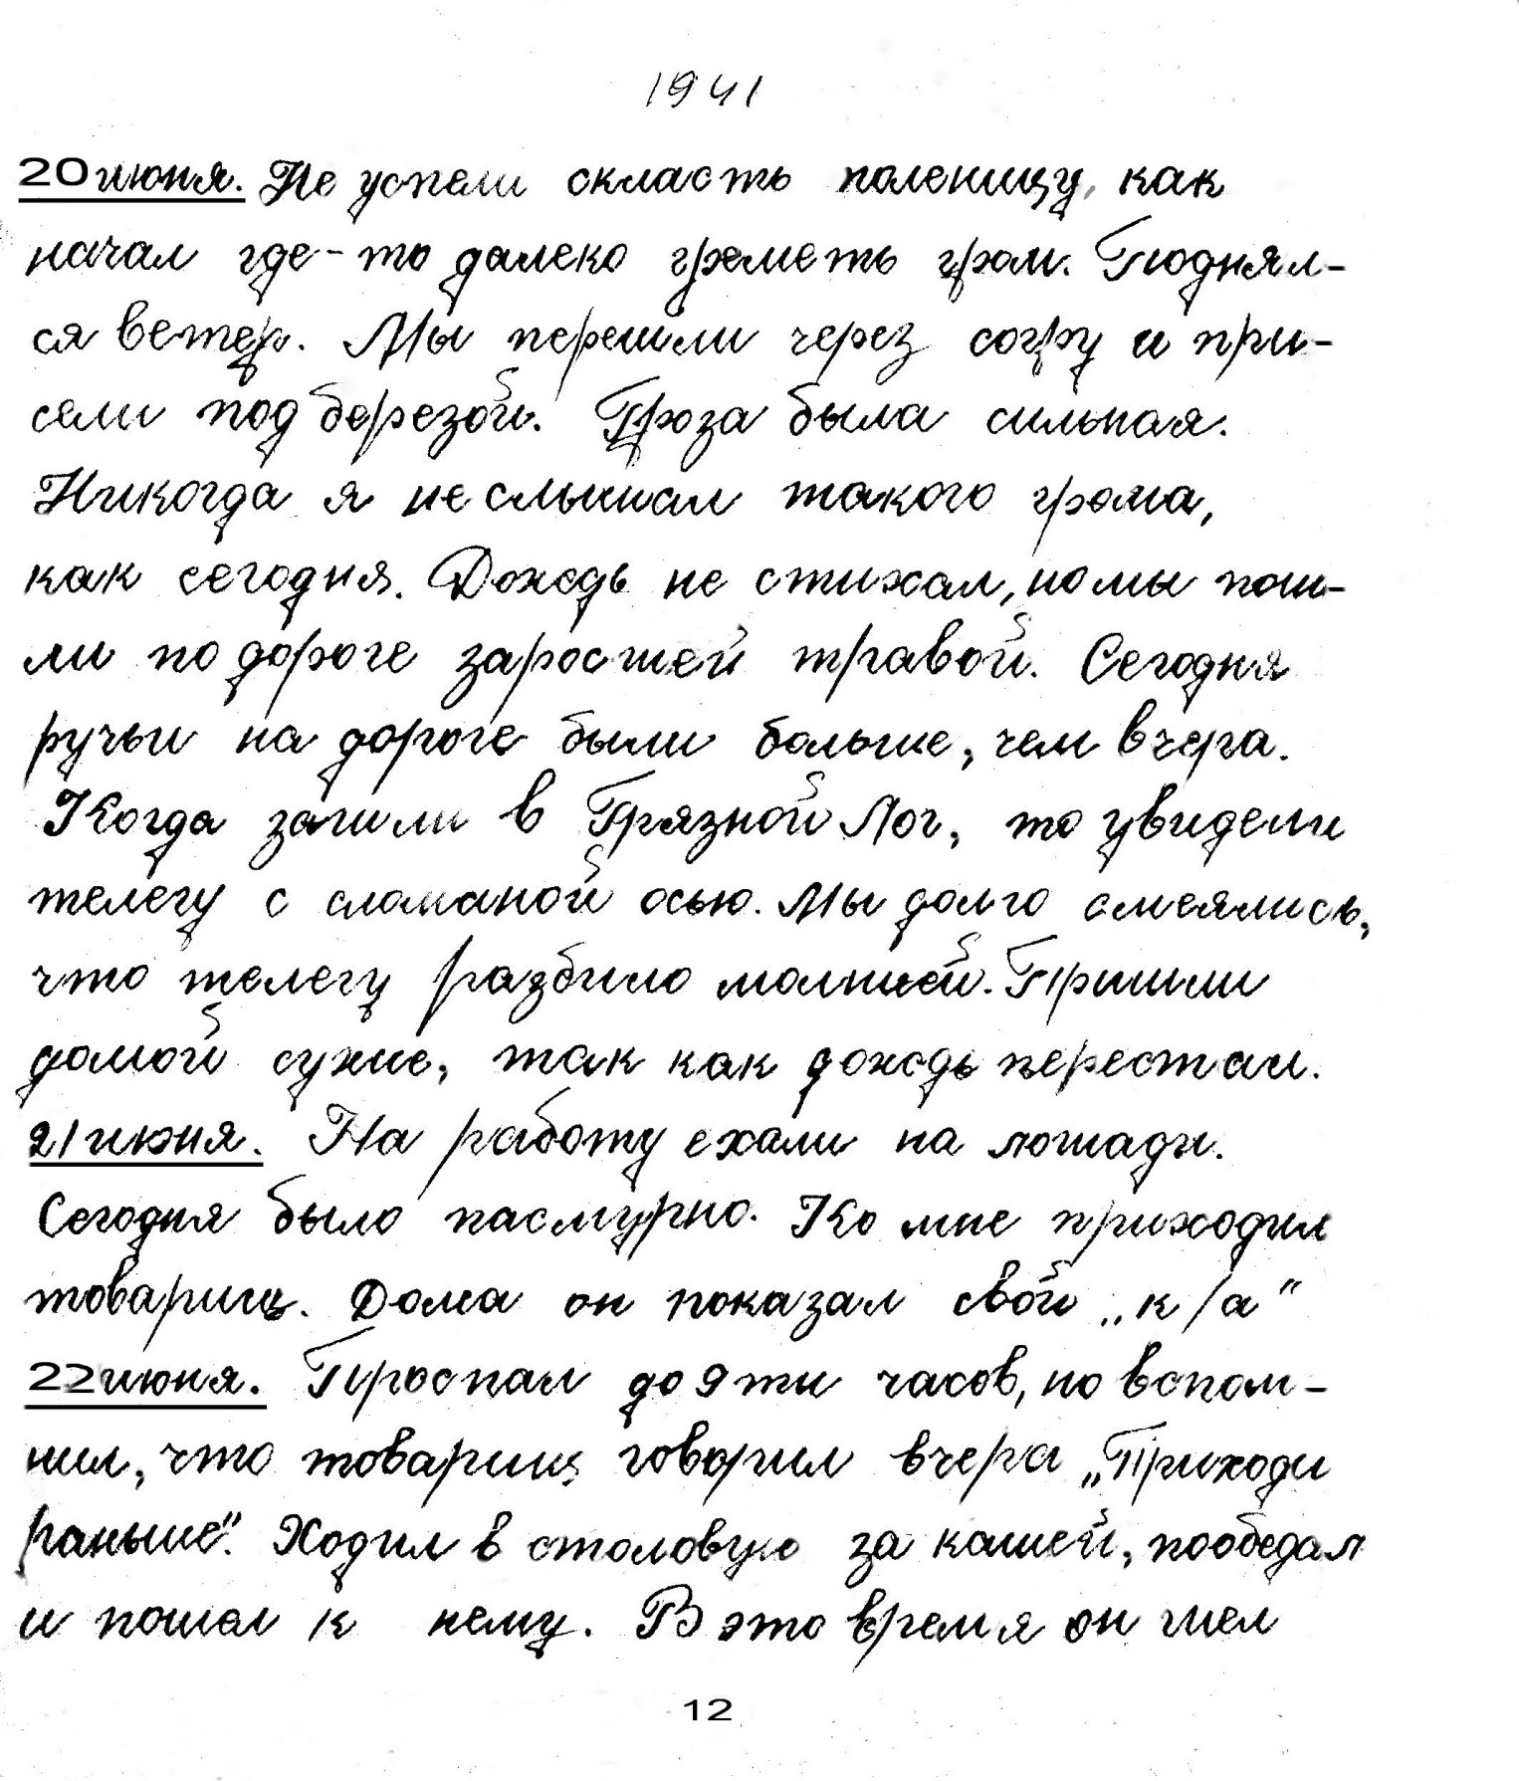 1941
20 июня. Не успели скласть поленицу, как
начал где-то далеко греметь гром. Поднял-
ся ветер. Мы перешли через согру и при-
сели под березой. Гроза была сильная.
Никогда я не слышал такого грома,
как сегодня. Дождь не стихал, но мы пош-
ли по дороге заросшей травой. Сегодня
ручьи на дороге были больше, чем вчера.
Когда зашли в Грязной Лог, то увидели
телегу с сломаной осью. Мы долго смеялись,
что телегу разбило молнией. Пришли
домой сухие, так как дождь перестал.
21 июня. На работу ехали на лошади.
Сегодня было пасмурно. Ко мне приходил
товарищ. Дома он показал свой „к/а"
22 июня. Проспал до 9ти часов, но вспом-
нил, что товарищ говорил вчера „Приходи
раньше". Ходил в столовую за кашей, пообедал
и пошел к нему. В это время он шел
12